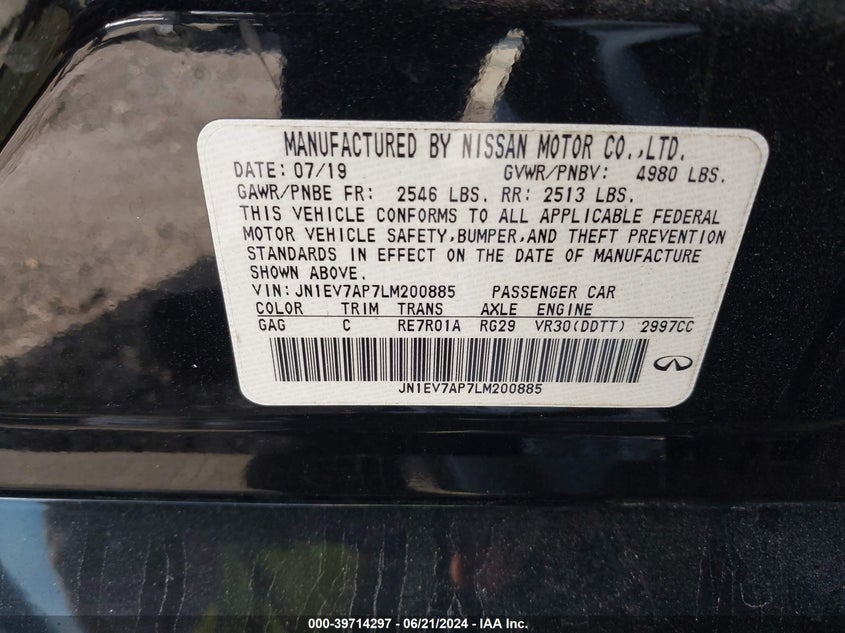 MANUFACTURED BY NISSAN MOTOR CO.,LTD.
DATE: 07/19 GVWR/PNBV: 4980 LBS.
GAWR/PNBE FR: 2546 LBS. RR: 2513 LBS.
THIS VEHICLE CONFORMS TO ALL APPLICABLE FEDERAL
MOTOR VEHICLE SAFETY,BUMPER,AND THEFT PREVENTION
STANDARDS IN EFFECT ON THE DATE OF MANUFACTURE
SHOWN ABOVE.
VIN:JN1EV7AP7LM200885 PASSENGER CAR
COLOR TRIM TRANS AXLE ENGINE
GAG C RE7R01A RG29 VR30(DDTT) 2997CC
JN1EV7AP7LM200885
000-39714297 - 06/21/2024 - IAA Inc.